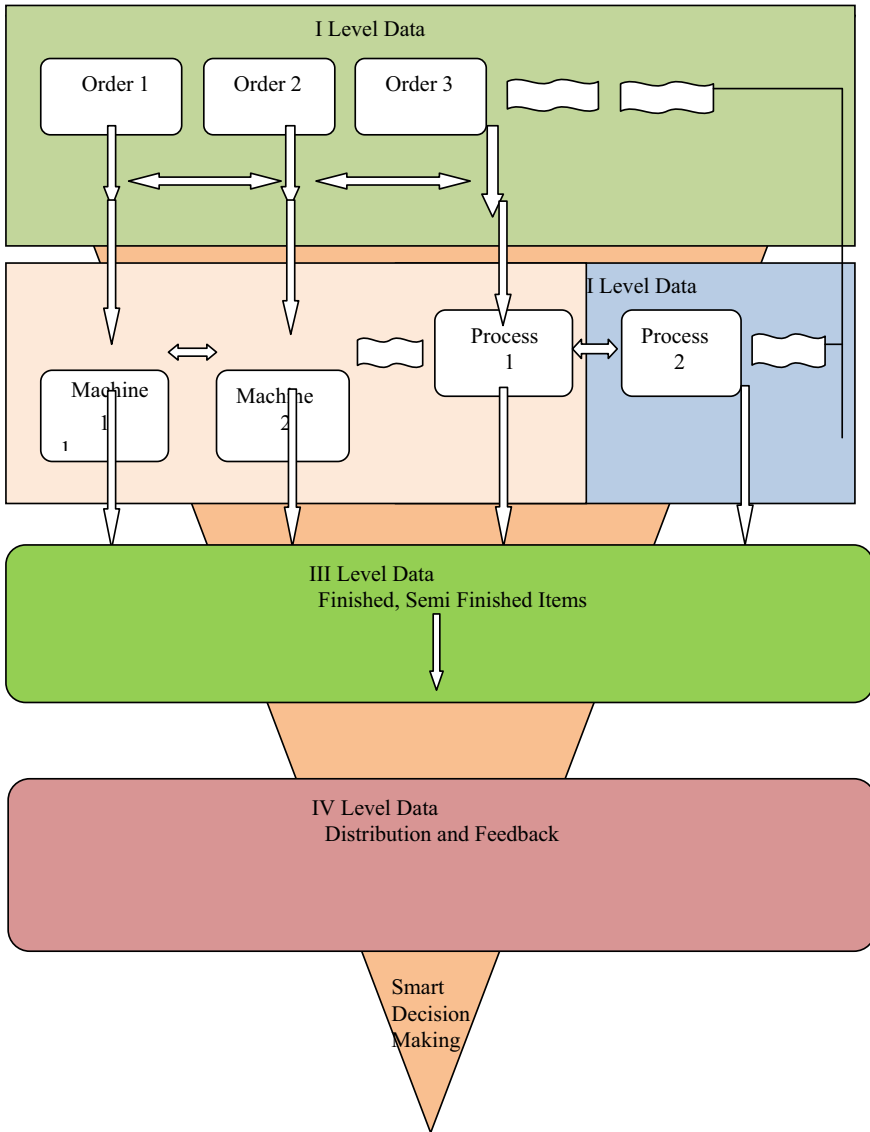 I Level Data
Order 1
Order 2
Order 3
I Level Data
Process
1
Process
2
Machine
1
1
Machine
2
III Level Data
Finished, Semi Finished Items
IV Level Data
Distribution and Feedback
Smart
Decision
Making